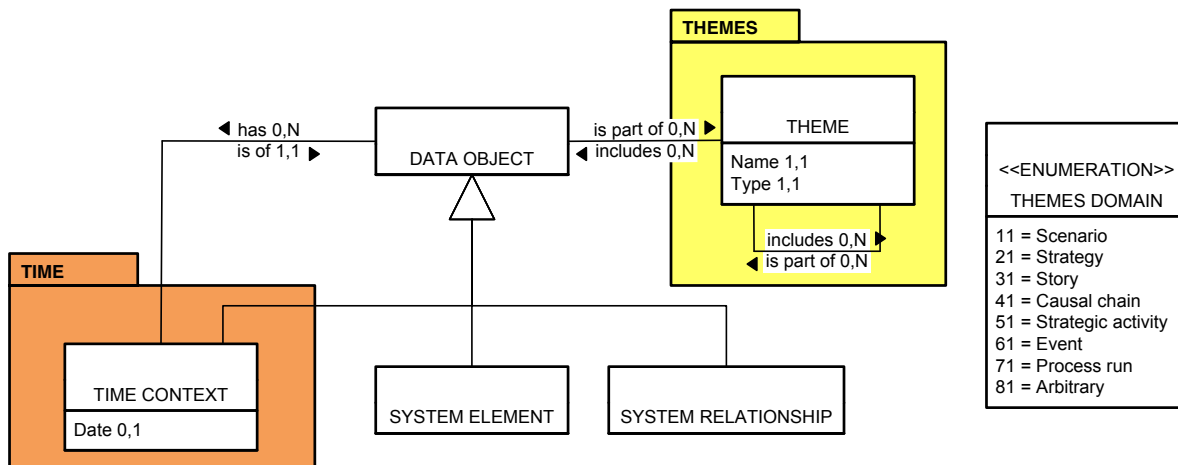 THEMES
THEME
Name 1,1
Type 1,1
includes 0,N
is part of 0,N
has 0,N
is of 1,1
DATA OBJECT
is part of 0,N
includes 0,N
<<ENUMERATION>>
THEMES DOMAIN
11 = Scenario
21 = Strategy
31 = Story
41 = Causal chain
51 = Strategic activity
61 = Event
71 = Process run
81 = Arbitrary
TIME
TIME CONTEXT
Date 0,1
SYSTEM ELEMENT
SYSTEM RELATIONSHIP